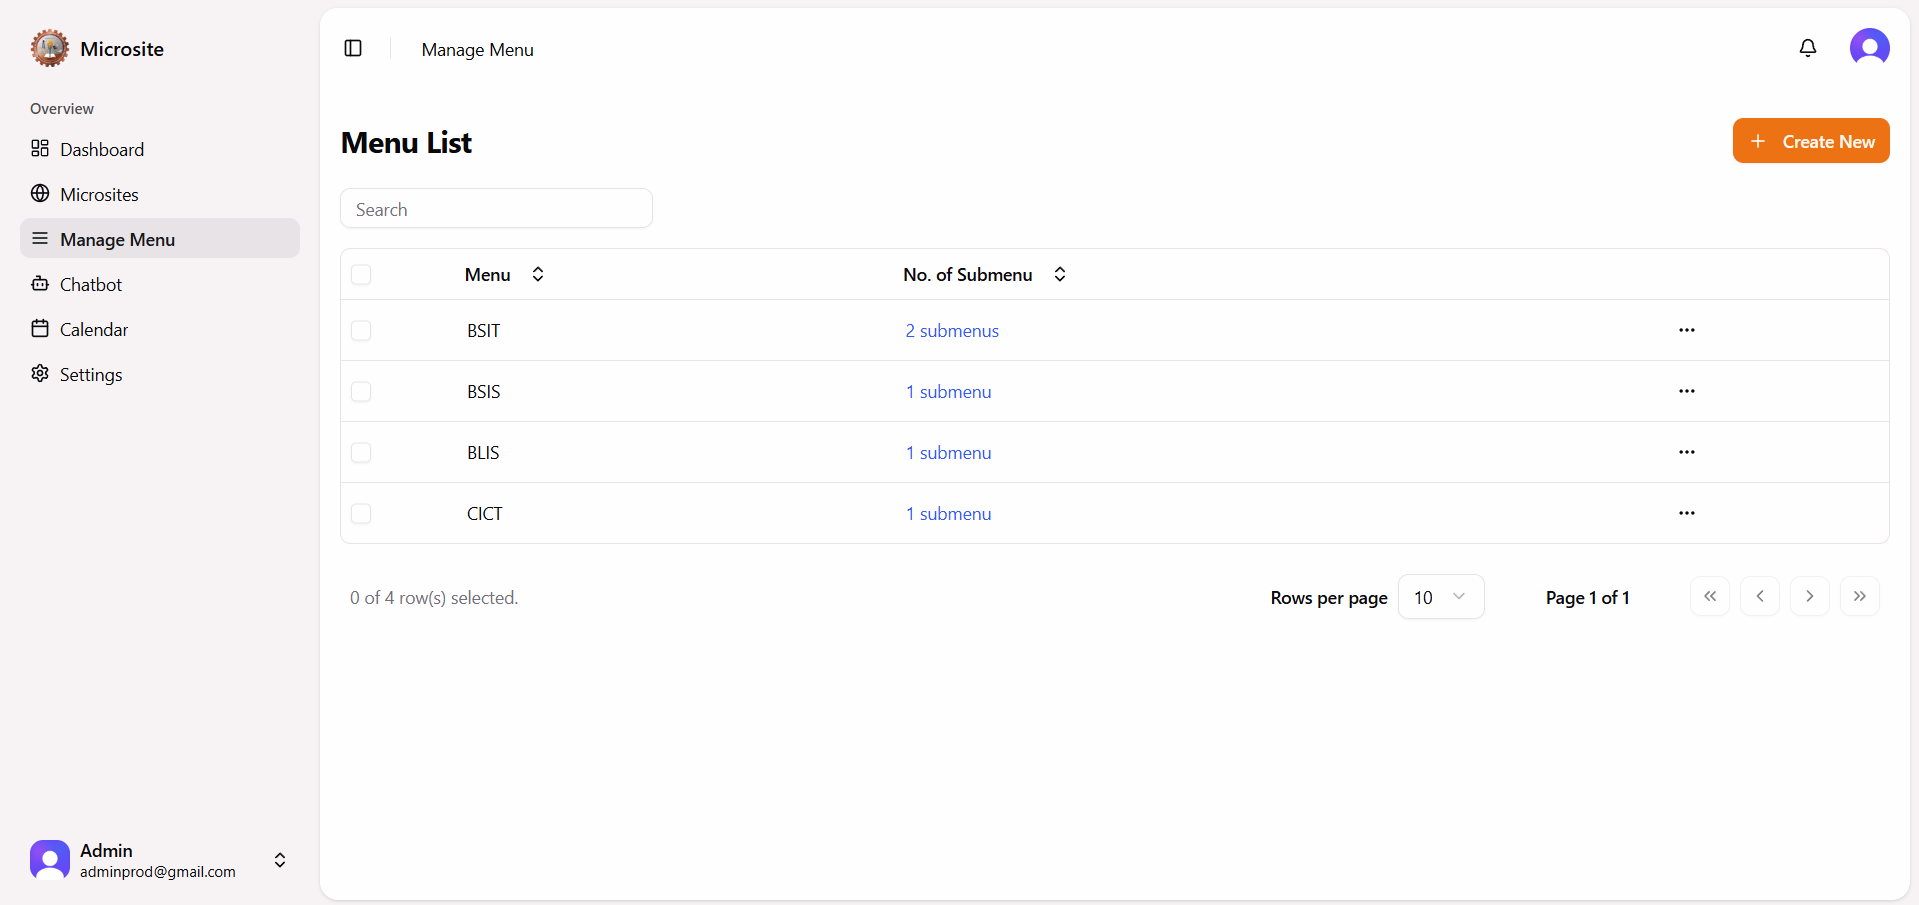 Microsite
Overview
Dashboard
Microsites
Manage Menu
Chatbot
Calendar
Settings
Admin
adminprod@gmail.com
Manage Menu
Menu List
Create New
Search
Menu No. of Submenu
BSIT 2 submenus
BSIS 1 submenu
BLIS 1 submenu
CICT 1 submenu
0 of 4 row(s) selected. Rows per page 10 Page 1 of 1